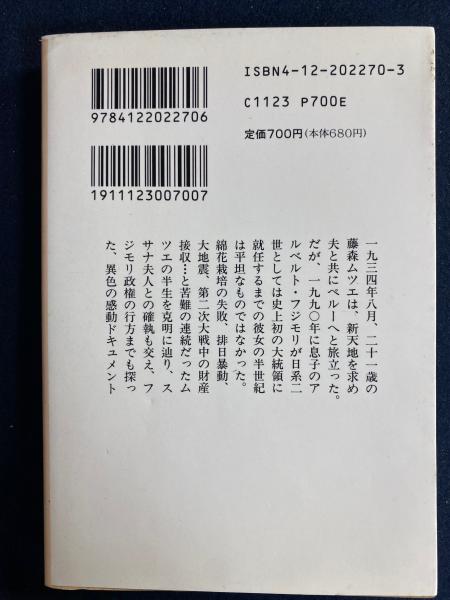 ISBN4-12-202270-3
C1123 P700E
定価700円(本体680円)
9784122022706
1911123007007
一九三四年八月、二十一歳の
藤森ムツエは、新天地を求め
夫と共にペルーへと旅立った。
だが、一九九〇年に息子のア
ルベルト・フジモリが日系二
世としては史上初の大統領に
就任するまでの彼女の半世紀
は平坦なものではなかった。
綿花栽培の失敗、排日暴動、
大地震、第二次大戦中の財産
接収…と苦難の連続だったム
ツエの半生を克明に辿り、ス
サナ夫人との確執も交え、フ
ジモリ政権の行方までも探っ
た、異色の感動ドキュメント